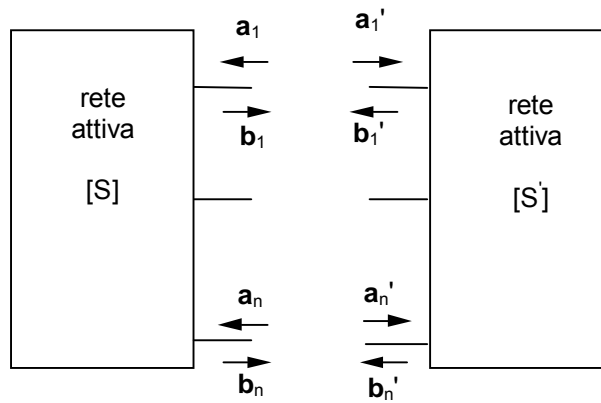 a₁ a₁'
rete
attiva
b₁ b₁'
rete
attiva
[S]
[S']
aₙ aₙ'
bₙ bₙ'